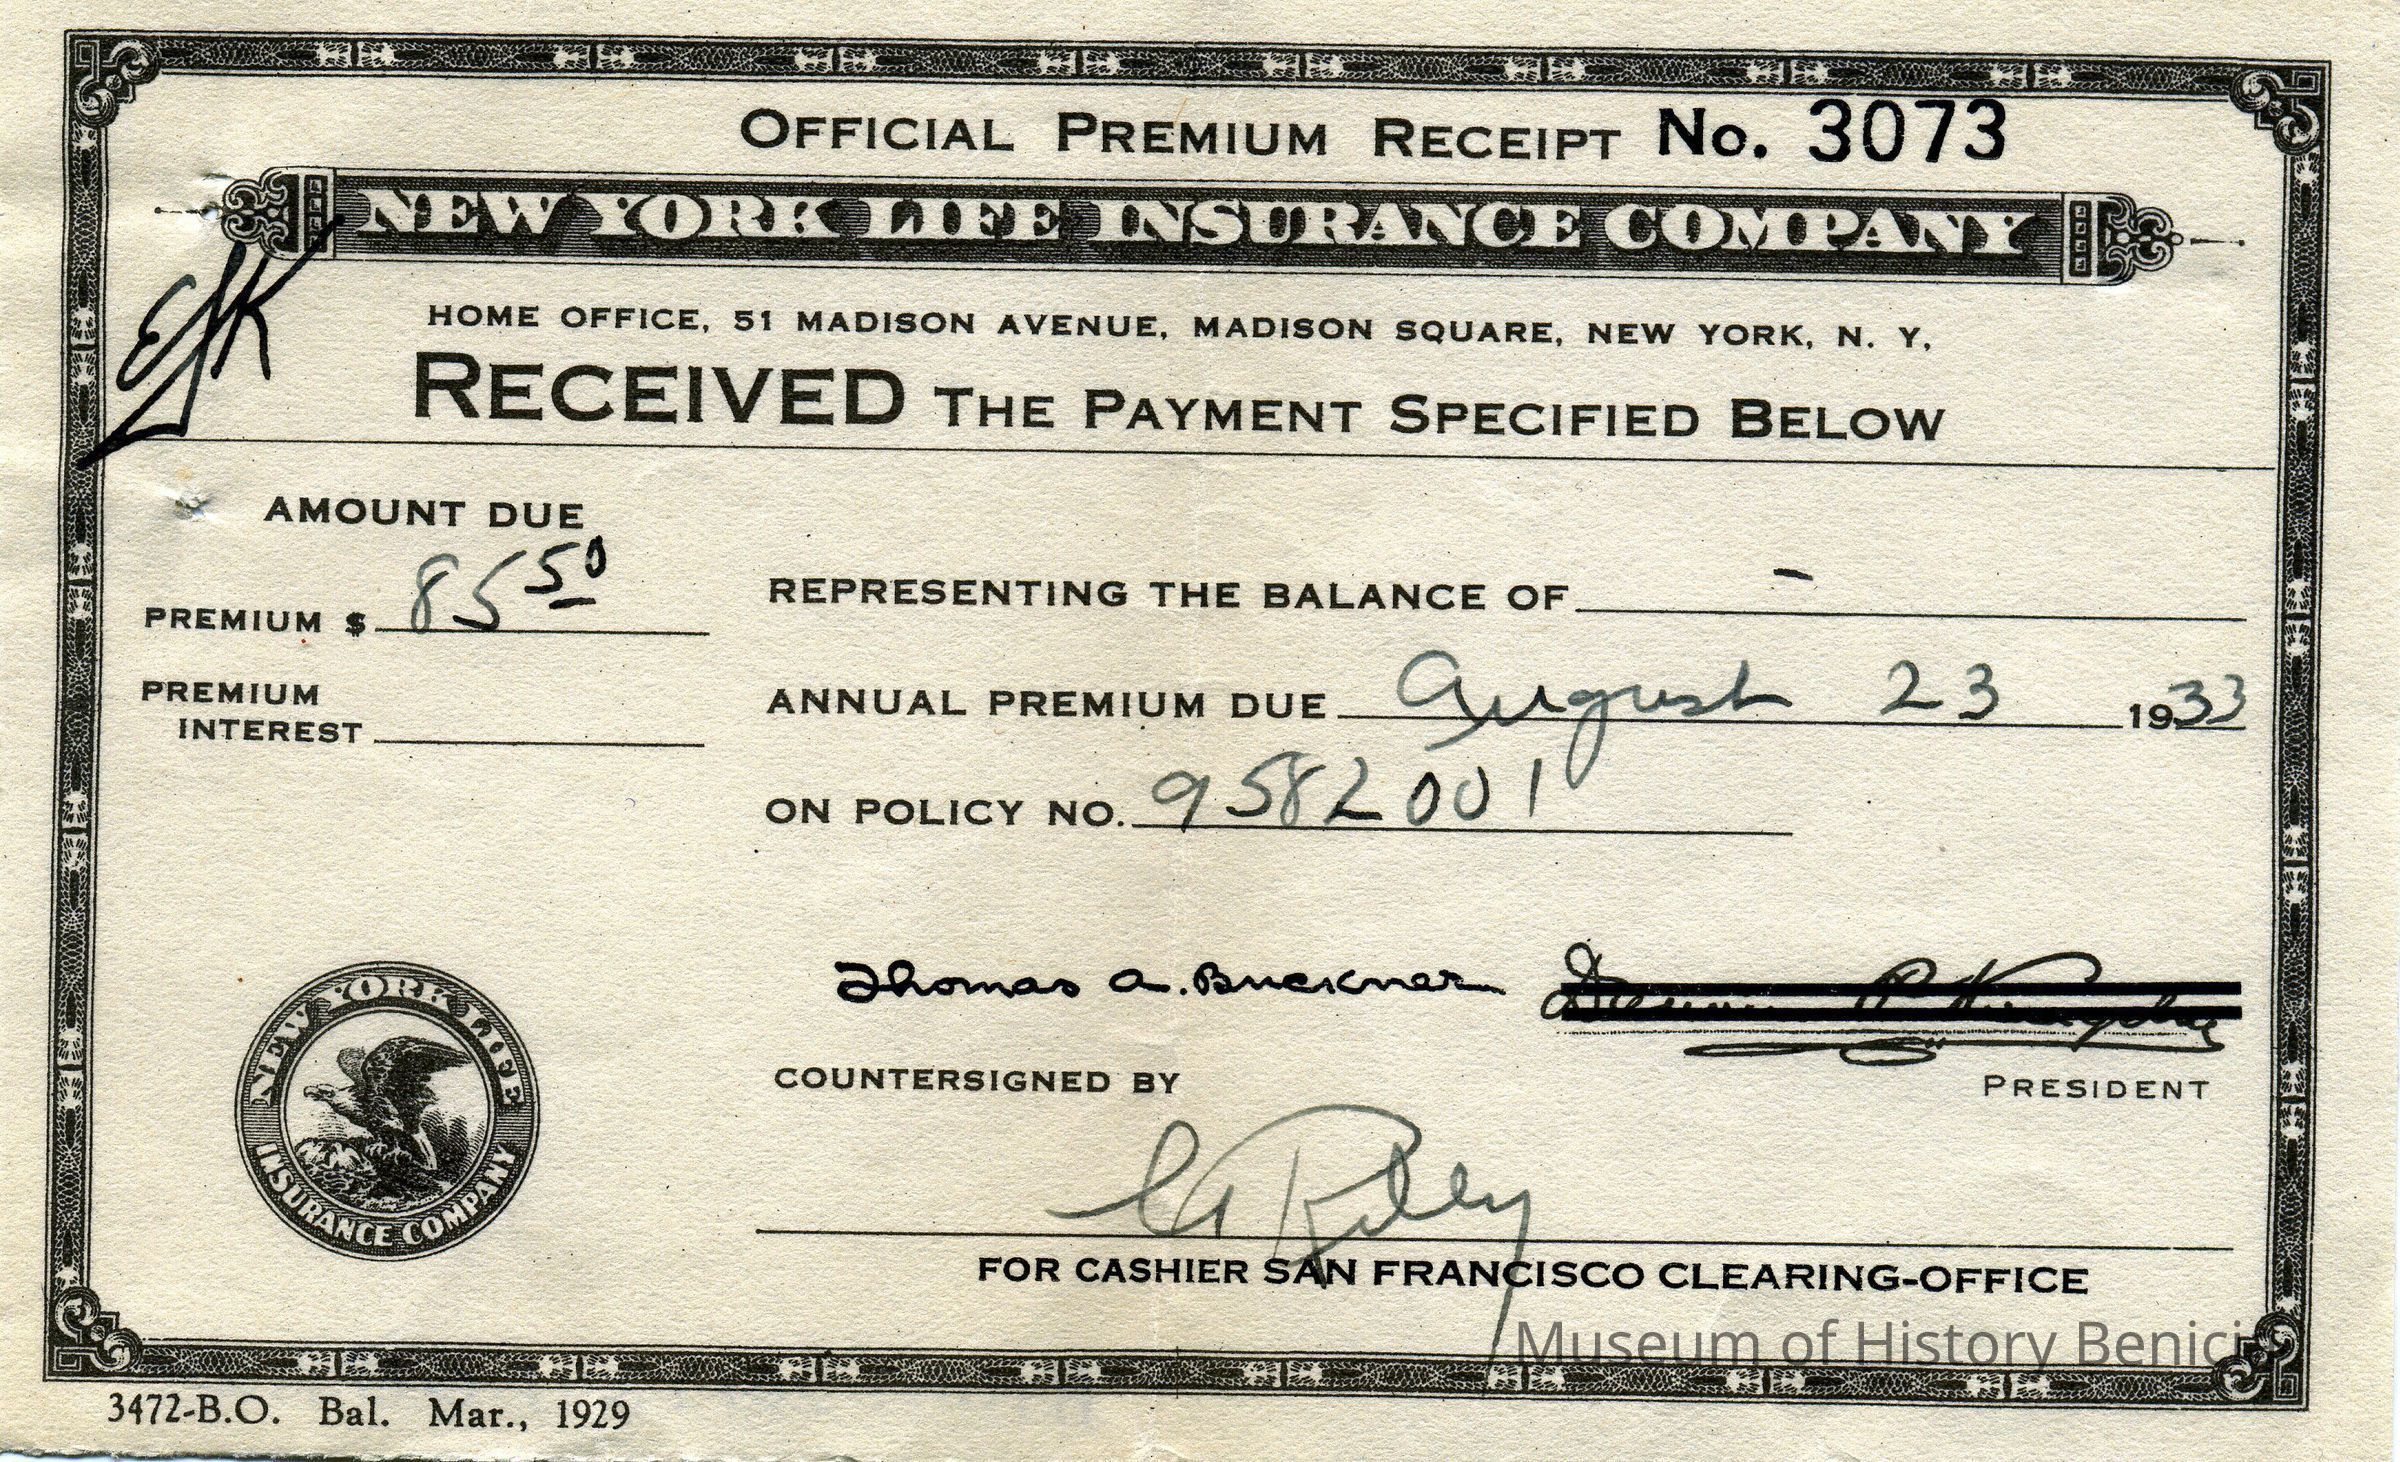 OFFICIAL PREMIUM RECEIPT No. 3073
NEW YORK LIFE INSURANCE COMPANY
EJK
HOME OFFICE, 51 MADISON AVENUE, MADISON SQUARE, NEW YORK, N. Y.,
RECEIVED THE PAYMENT SPECIFIED BELOW
AMOUNT DUE
PREMIUM $ 85 50
REPRESENTING THE BALANCE OF -
PREMIUM
INTEREST
ANNUAL PREMIUM DUE August 23 1933
ON POLICY NO. 9582001
Thomas A. Buckner
COUNTERSIGNED BY
PRESIDENT
Riley
FOR CASHIER SAN FRANCISCO CLEARING-OFFICE
NEW YORK LIFE
INSURANCE COMPANY
Museum of History Benici
3472-B.O. Bal. Mar., 1929